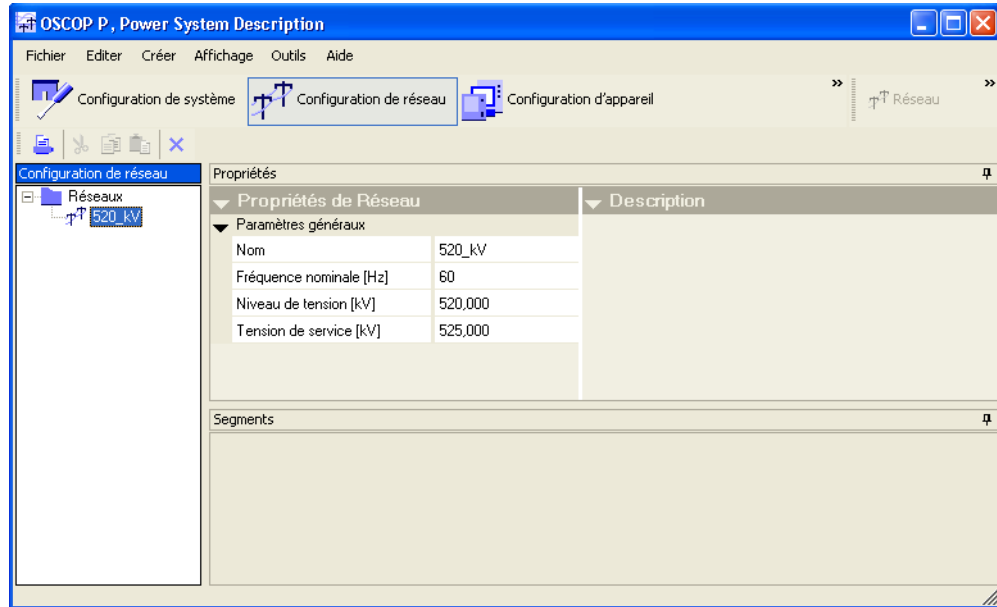 OSCOP P, Power System Description
Fichier Editer Créer Affichage Outils Aide
Configuration de système Configuration de réseau Configuration d'appareil » Réseau »
Configuration de réseau
Réseaux
520_kV
Propriétés
Propriétés de Réseau
Paramètres généraux
Nom 520_kV
Fréquence nominale [Hz] 60
Niveau de tension [kV] 520,000
Tension de service [kV] 525,000
Description
Segments